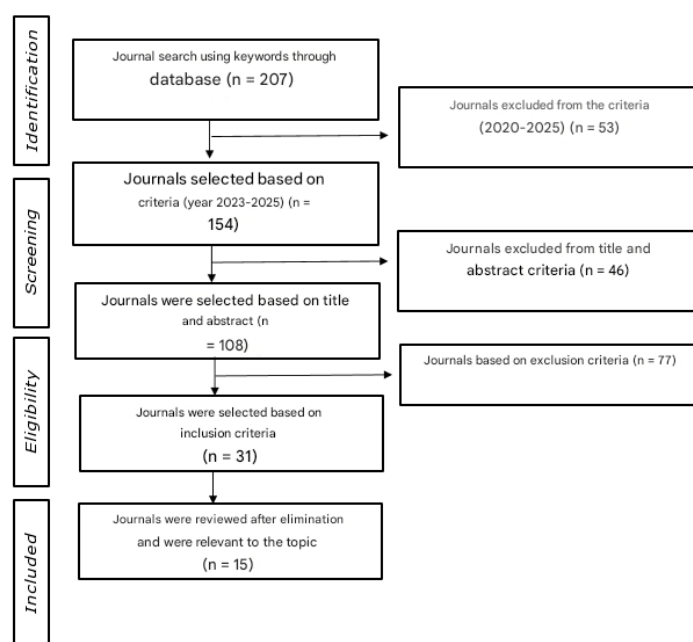 Identification
Journal search using keywords through
database (n = 207)
Journals excluded from the criteria
(2020-2025) (n = 53)
Screening
Journals selected based on
criteria (year 2023-2025) (n =
154)
Journals excluded from title and
abstract criteria (n = 46)
Journals were selected based on title
and abstract (n
= 108)
Eligibility
Journals based on exclusion criteria (n = 77)
Journals were selected based on
inclusion criteria
(n = 31)
Included
Journals were reviewed after elimination
and were relevant to the topic
(n = 15)